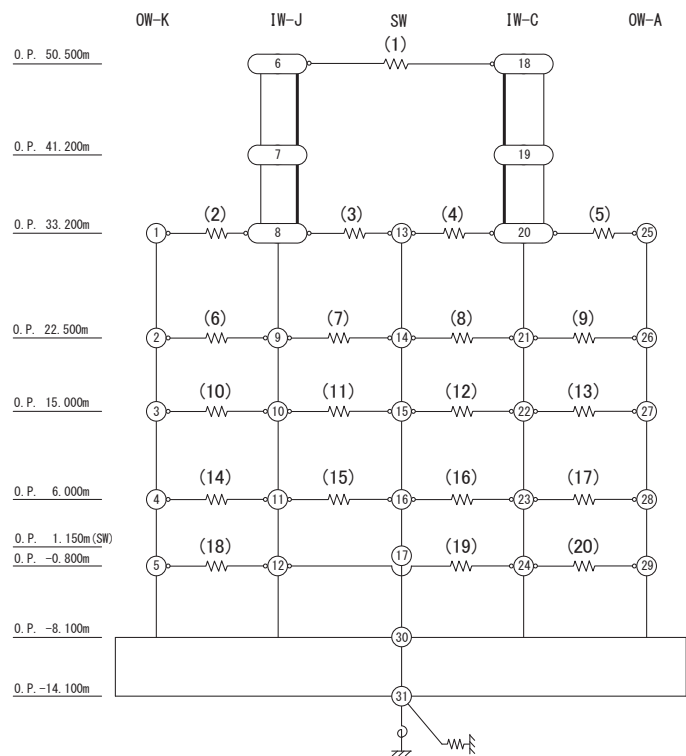 OW-K IW-J SW IW-C OW-A
(1)
O.P. 50.500m 6 18
O.P. 41.200m 7 19
(2) (3) (4) (5)
O.P. 33.200m 1 8 13 20 25
(6) (7) (8) (9)
O.P. 22.500m 2 9 14 21 26
(10) (11) (12) (13)
O.P. 15.000m 3 10 15 22 27
(14) (15) (16) (17)
O.P. 6.000m 4 11 16 23 28
O.P. 1.150m(SW) 17
(18) (19) (20)
O.P. -0.800m 5 12 24 29
O.P. -8.100m 30
O.P.-14.100m 31